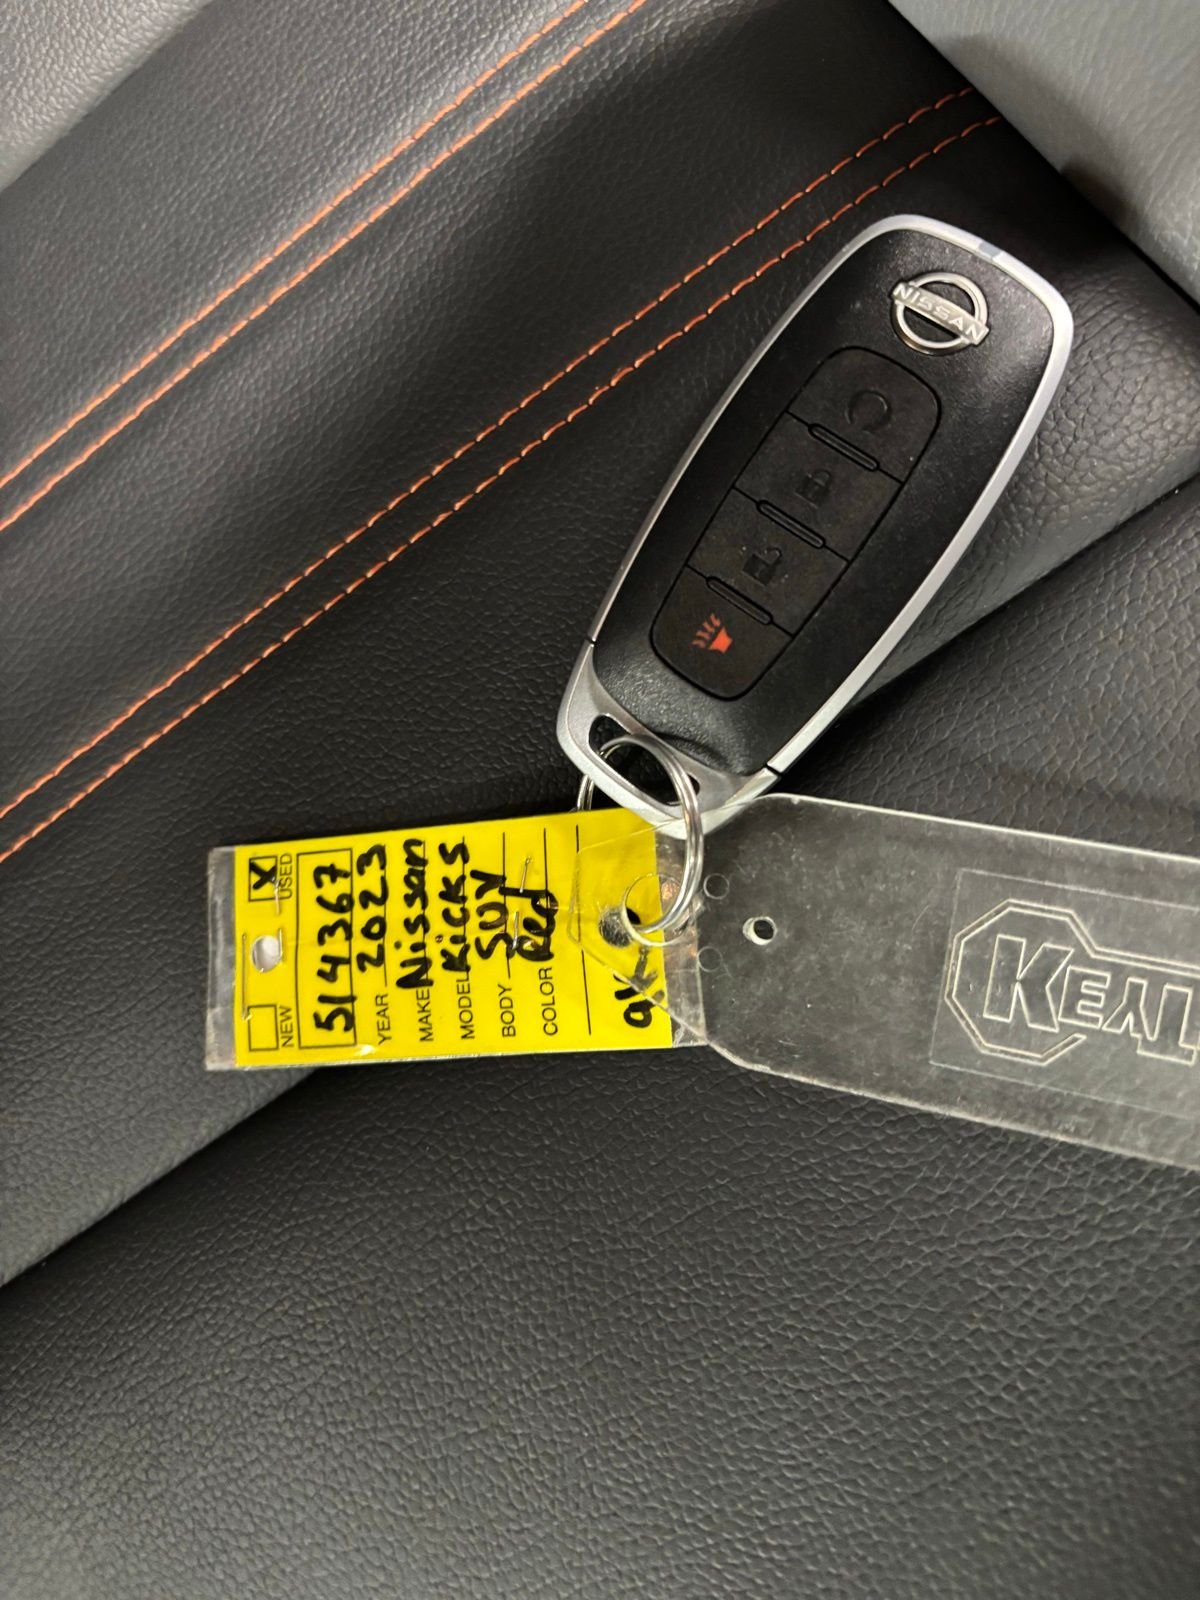 NISSAN
NEW X USED
514367
YEAR 2023
MAKE Nissan
MODEL Kicks
BODY SUV
COLOR Red